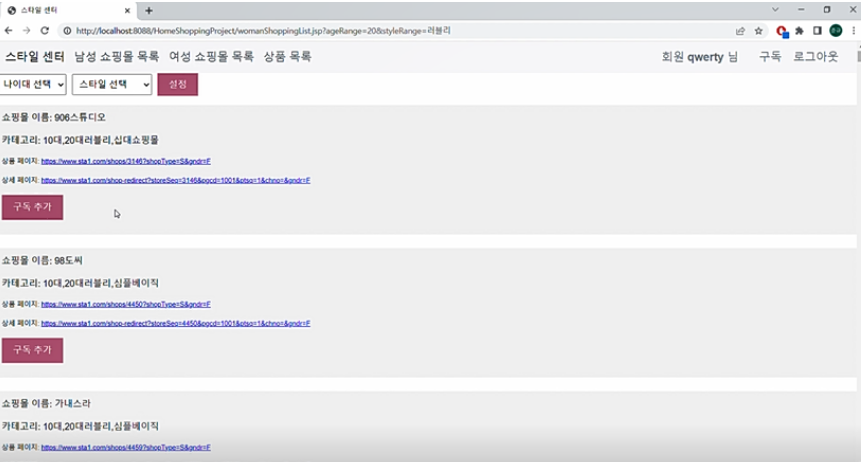 스타일 센터
http://localhost:8088/HomeShoppingProject/womanShoppingList.jsp?ageRange=20&styleRange=러블리
스타일 센터 남성 쇼핑몰 목록 여성 쇼핑몰 목록 상품 목록 회원 qwerty 님 구독 로그아웃
나이대 선택 스타일 선택 설정
쇼핑몰 이름: 906스튜디오
카테고리: 10대,20대러블리,십대쇼핑몰
상품 페이지: https://www.sta1.com/shops/3146?shopType=S&gndr=F
상세 페이지: https://www.sta1.com/shop-redirect?storeSeq=3146&pgcd=1001&ptsq=1&chno=&gndr=F
구독 추가
쇼핑몰 이름: 98도씨
카테고리: 10대,20대러블리,심플베이직
상품 페이지: https://www.sta1.com/shops/4450?shopType=S&gndr=F
상세 페이지: https://www.sta1.com/shop-redirect?storeSeq=4450&pgcd=1001&ptsq=1&chno=&gndr=F
구독 추가
쇼핑몰 이름: 가내스라
카테고리: 10대,20대러블리,심플베이직
상품 페이지: https://www.sta1.com/shops/4459?shopType=S&gndr=F